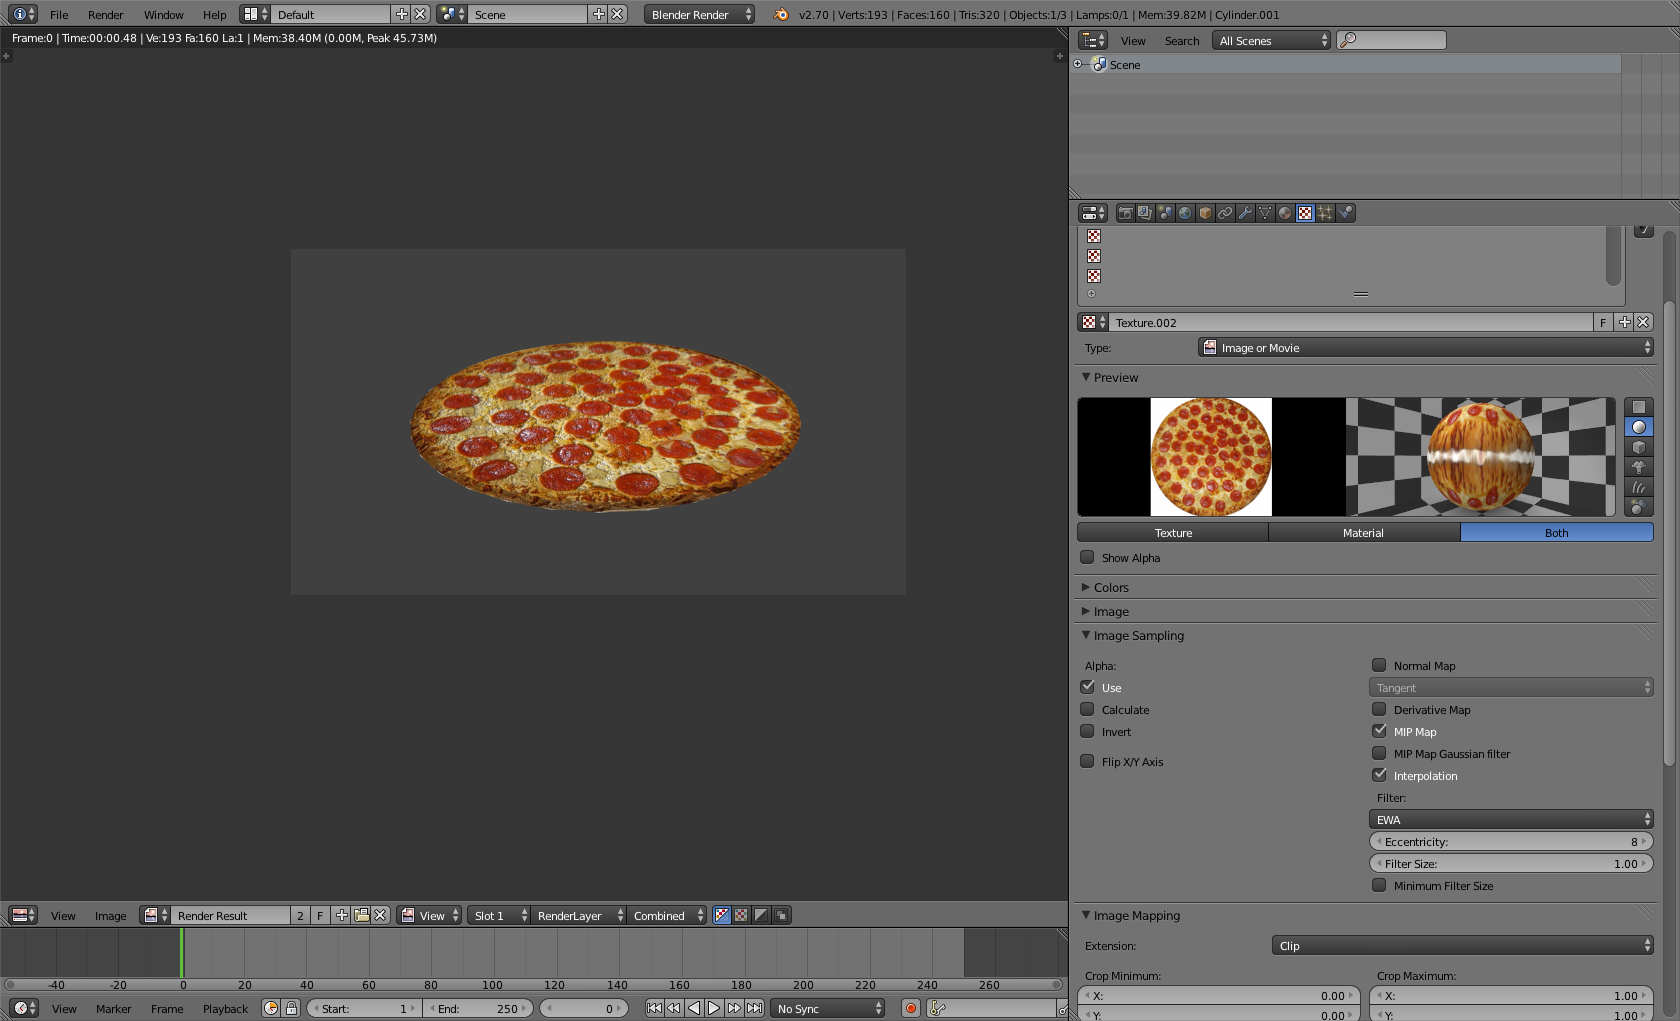 File Render Window Help Default Scene Blender Render v2.70 | Verts:193 | Faces:160 | Tris:320 | Objects:1/3 | Lamps:0/1 | Mem:39.82M | Cylinder.001
Frame:0 | Time:00:00.48 | Ve:193 Fa:160 La:1 | Mem:38.40M (0.00M, Peak 45.73M)
View Search All Scenes
Scene
Texture.002 F
Type: Image or Movie
Preview
Texture Material Both
Show Alpha
Colors
Image
Image Sampling
Alpha: Normal Map
Use Tangent
Calculate Derivative Map
Invert MIP Map
MIP Map Gaussian filter
Flip X/Y Axis
Interpolation
Filter:
EWA
Eccentricity: 8
Filter Size: 1.00
Minimum Filter Size
Image Mapping
Extension: Clip
Crop Minimum: Crop Maximum:
X: 0.00 X: 1.00
Y: 0.00 Y: 1.00
View Image Render Result 2 F View Slot 1 RenderLayer Combined
-40 -20 0 20 40 60 80 100 120 140 160 180 200 220 240 260
View Marker Frame Playback Start: 1 End: 250 0 No Sync